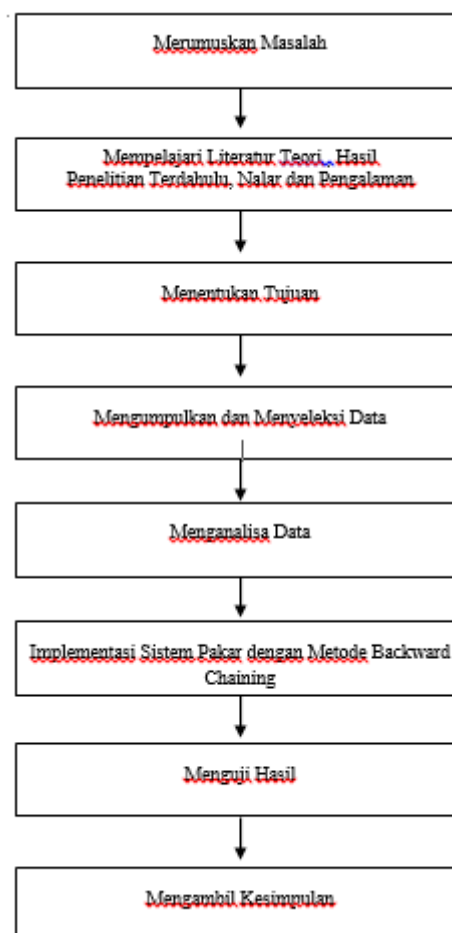 Merumuskan Masalah
Mempelajari Literatur Teori, Hasil
Penelitian Terdahulu, Nalar dan Pengalaman
Menentukan Tujuan
Mengumpulkan dan Menyeleksi Data
Menganalisa Data
Implementasi Sistem Pakar dengan Metode Backward
Chaining
Menguji Hasil
Mengambil Kesimpulan